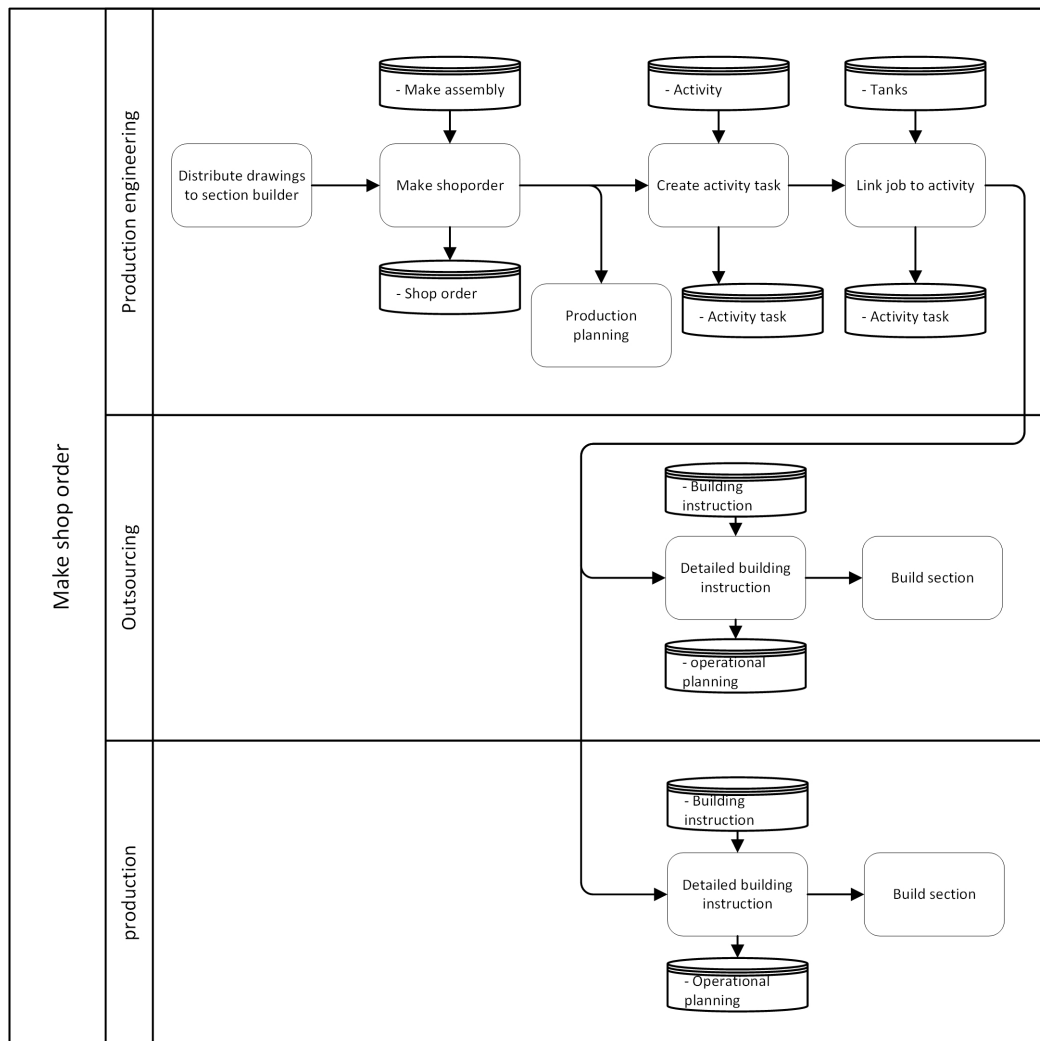 Make shop order
Production engineering
- Make assembly
- Activity
- Tanks
Distribute drawings
to section builder
Make shoporder
Create activity task
Link job to activity
- Shop order
Production
planning
- Activity task
- Activity task
Outsourcing
- Building
instruction
Detailed building
instruction
Build section
- operational
planning
production
- Building
instruction
Detailed building
instruction
Build section
- Operational
planning